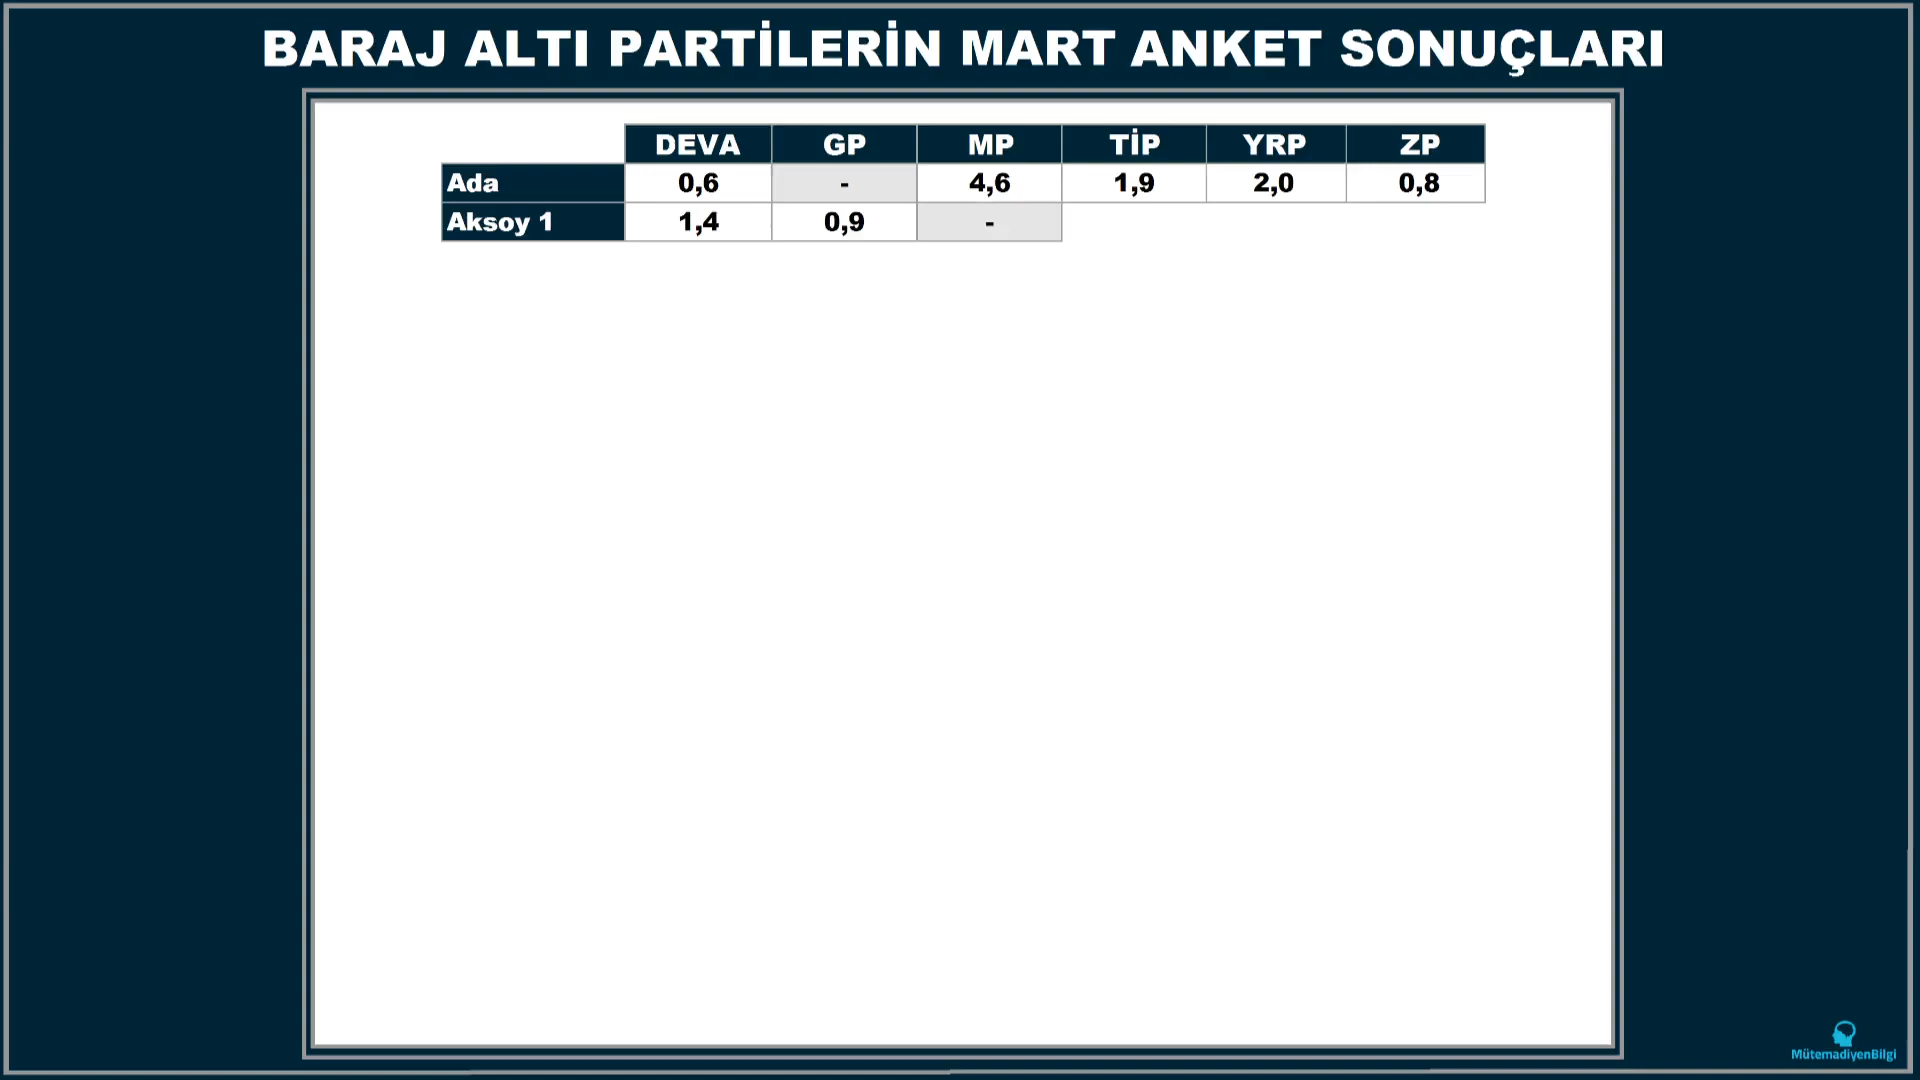 BARAJ ALTI PARTİLERİN MART ANKET SONUÇLARI
DEVA GP MP TİP YRP ZP
Ada 0,6 - 4,6 1,9 2,0 0,8
Aksoy 1 1,4 0,9 -
MütemadiyenBilgi